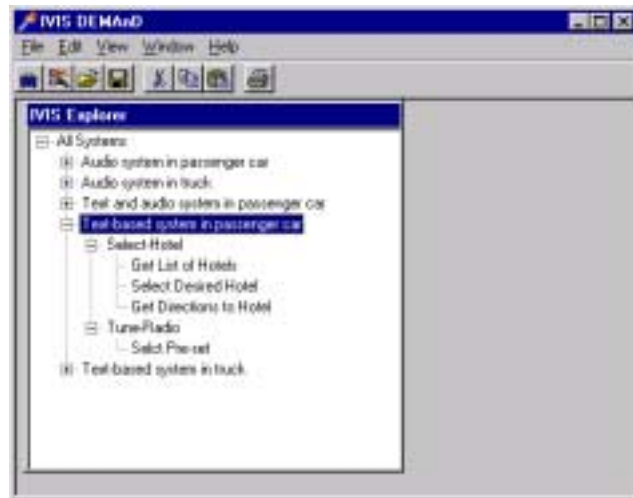 IVIS DEMAnD
File Edit View Window Help
IVIS Explorer
All Systems
Audio system in passenger car
Audio system in truck
Text and audio system in passenger car
Text-based system in passenger car
Select-Hotel
Get List of Hotels
Select Desired Hotel
Get Directions to Hotel
Tune-Radio
Selct Pre-set
Text-based system in truck